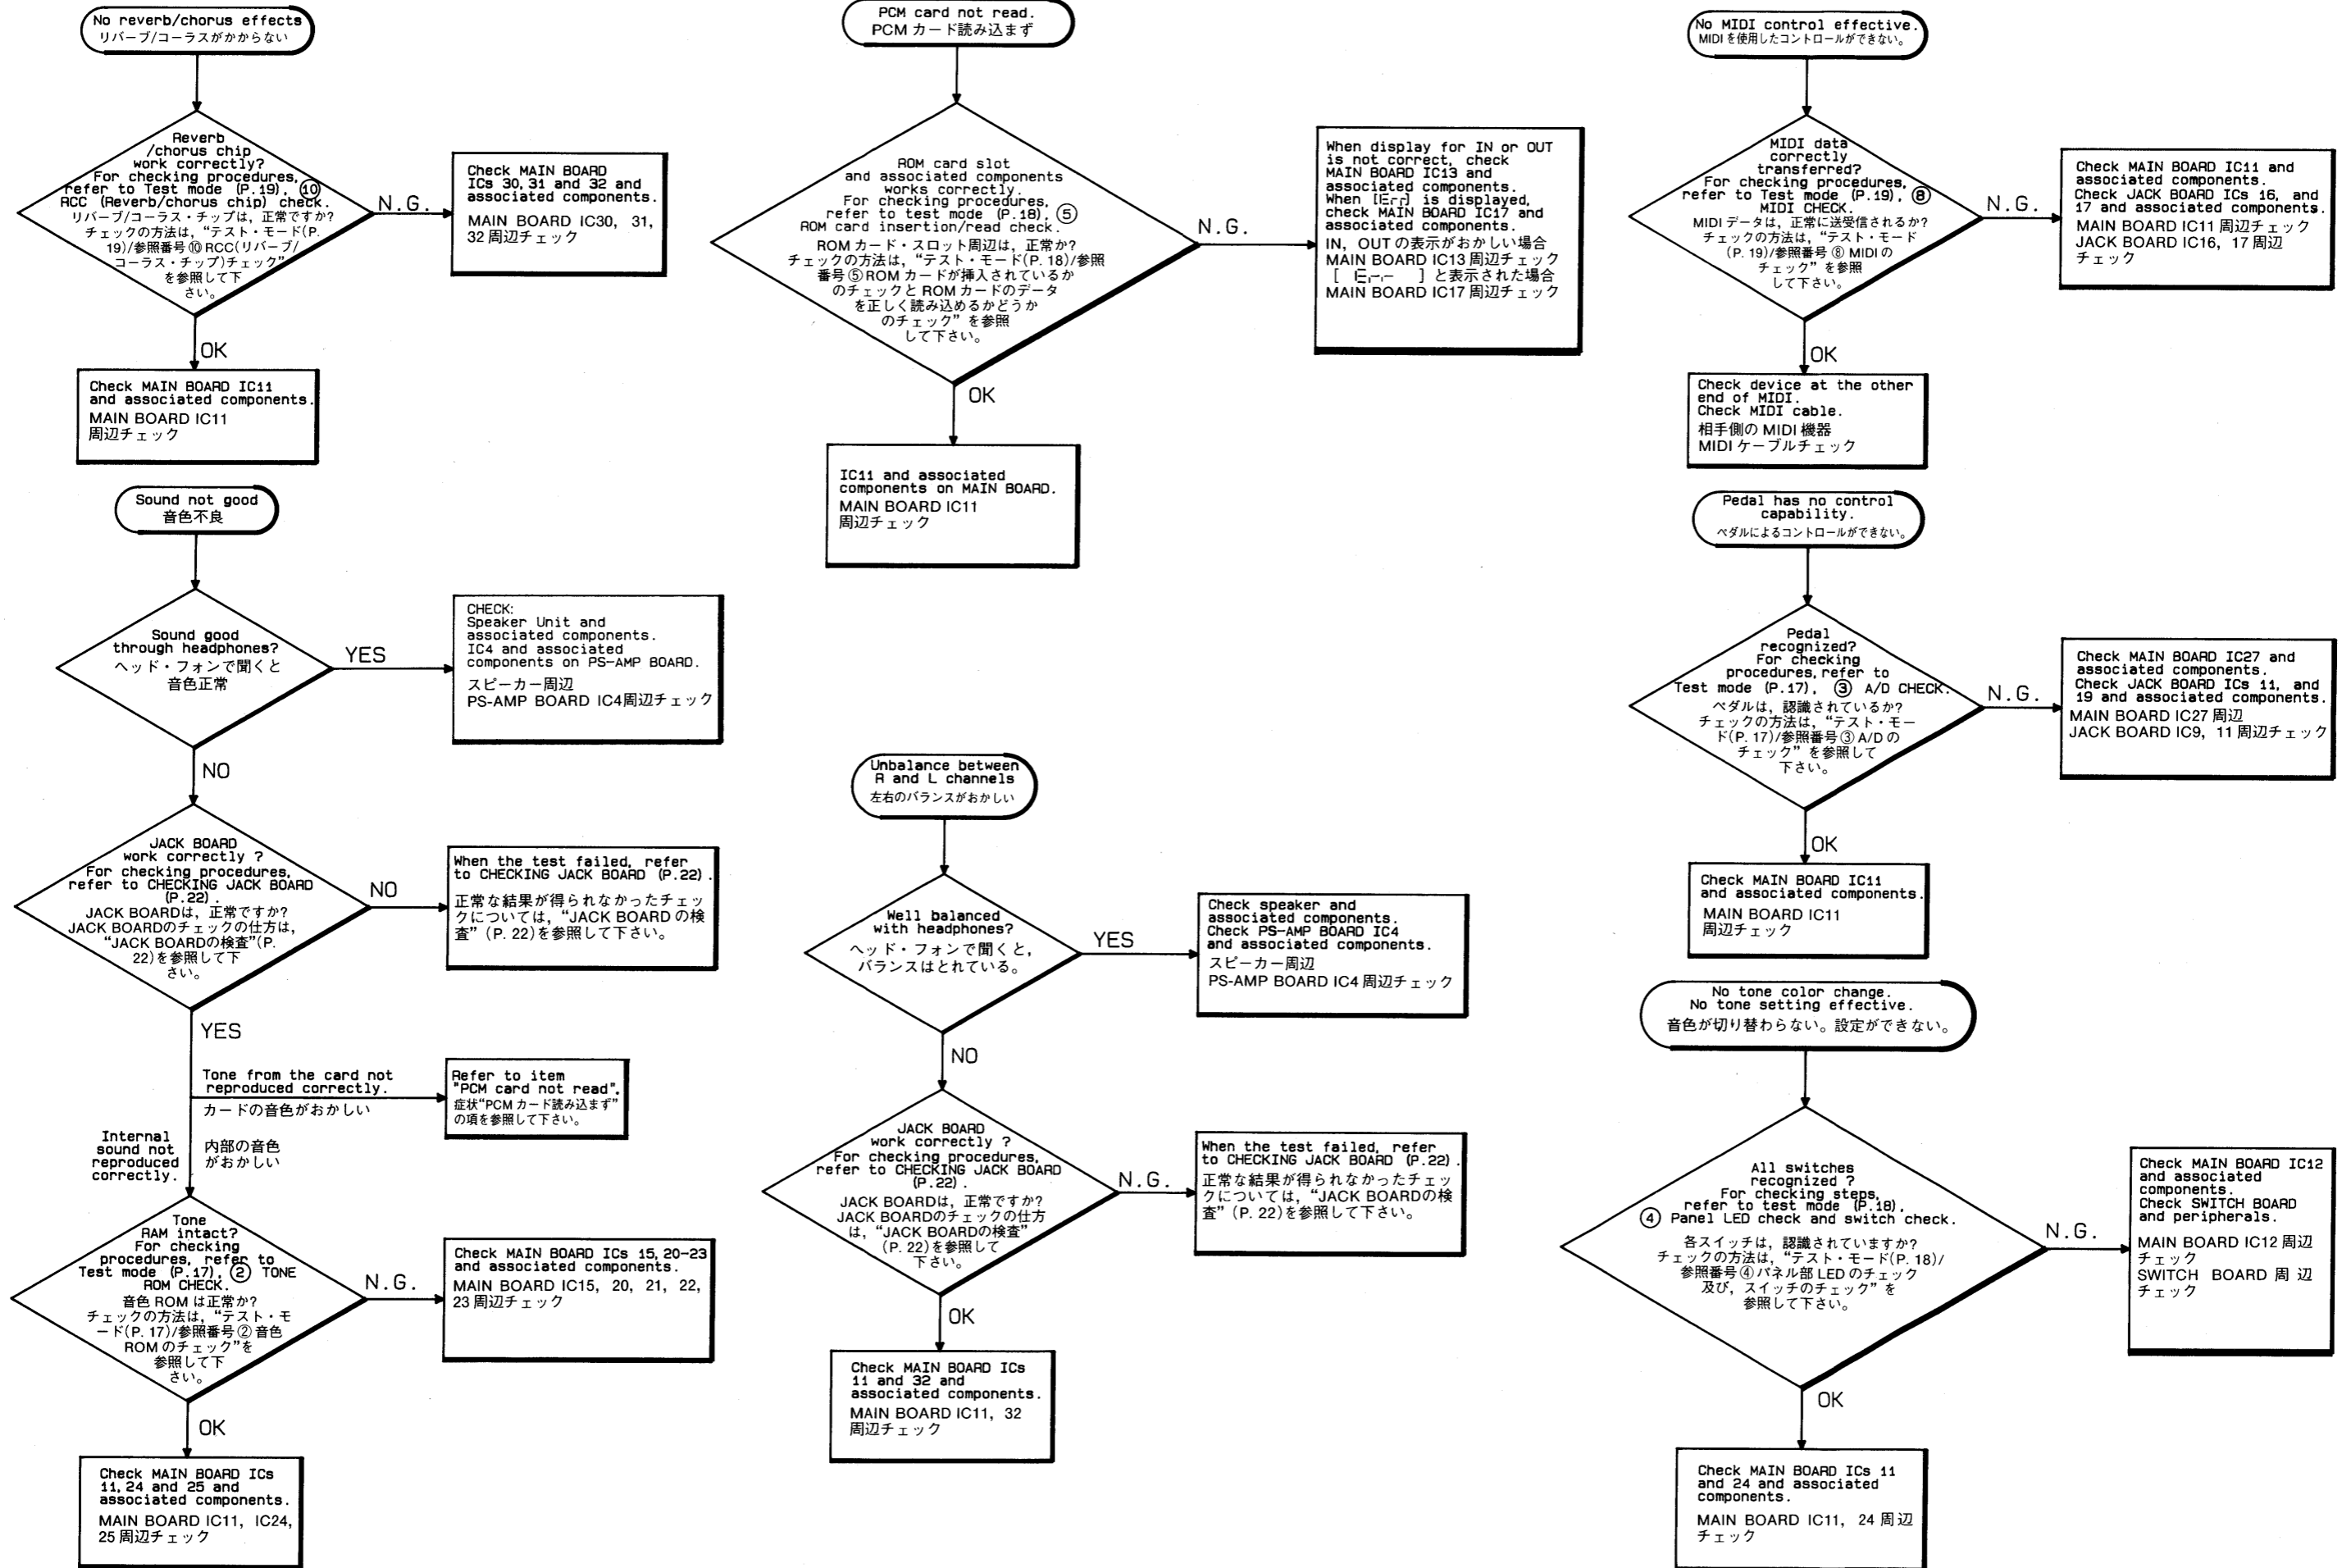 No reverb/chorus effects
リバーブ/コーラスがかからない
Reverb
/chorus chip
work correctly?
For checking procedures,
refer to Test mode (P.19), ⑩
RCC (Reverb/chorus chip) check.
リバーブ/コーラス・チップは，正常ですか？
チェックの方法は，“テスト・モード(P.
19)/参照番号⑩RCC(リバーブ/
コーラス・チップ)チェック”
を参照して下
さい。
N.G.
Check MAIN BOARD
ICs 30,31 and 32 and
associated components.
MAIN BOARD IC30, 31,
32周辺チェック
OK
Check MAIN BOARD IC11
and associated components.
MAIN BOARD IC11
周辺チェック
Sound not good
音色不良
Sound good
through headphones?
ヘッド・フォンで聞くと
音色正常
YES
CHECK:
Speaker Unit and
associated components.
IC4 and associated
components on PS-AMP BOARD.
スピーカー周辺
PS-AMP BOARD IC4周辺チェック
NO
JACK BOARD
work correctly ?
For checking procedures,
refer to CHECKING JACK BOARD
(P.22).
JACK BOARDは，正常ですか？
JACK BOARDのチェックの仕方は，
“JACK BOARDの検査”(P.
22)を参照して下
さい。
NO
When the test failed, refer
to CHECKING JACK BOARD (P.22).
正常な結果が得られなかったチェッ
クについては，“JACK BOARD の検
査” (P. 22)を参照して下さい。
YES
Tone from the card not
reproduced correctly.
カードの音色がおかしい
Refer to item
"PCM card not read".
症状“PCM カード読み込まず”
の項を参照して下さい。
Internal
sound not
reproduced
correctly.
内部の音色
がおかしい
Tone
RAM intact?
For checking
procedures, refer to
Test mode (P.17), ② TONE
ROM CHECK.
音色 ROM は正常か？
チェックの方法は，“テスト・モ
ード(P. 17)/参照番号②音色
ROM のチェック”を
参照して下
さい。
N.G.
Check MAIN BOARD ICs 15,20-23
and associated components.
MAIN BOARD IC15, 20, 21, 22,
23周辺チェック
OK
Check MAIN BOARD ICs
11,24 and 25 and
associated components.
MAIN BOARD IC11, IC24,
25周辺チェック
PCM card not read.
PCM カード読み込まず
ROM card slot
and associated components
works correctly.
For checking procedures,
refer to test mode (P.18), ⑤
ROM card insertion/read check.
ROM カード・スロット周辺は，正常か？
チェックの方法は，“テスト・モード(P. 18)/参照
番号⑤ROM カードが挿入されているか
のチェックと ROM カードのデータ
を正しく読み込めるかどうか
のチェック” を参照
して下さい。
N.G.
When display for IN or OUT
is not correct, check
MAIN BOARD IC13 and
associated components.
When [Err] is displayed,
check MAIN BOARD IC17 and
associated components.
IN, OUT の表示がおかしい場合
MAIN BOARD IC13 周辺チェック
[ Err ] と表示された場合
MAIN BOARD IC17 周辺チェック
OK
IC11 and associated
components on MAIN BOARD.
MAIN BOARD IC11
周辺チェック
Unbalance between
R and L channels
左右のバランスがおかしい
Well balanced
with headphones?
ヘッド・フォンで聞くと，
バランスはとれている。
YES
Check speaker and
associated components.
Check PS-AMP BOARD IC4
and associated components.
スピーカー周辺
PS-AMP BOARD IC4 周辺チェック
NO
JACK BOARD
work correctly ?
For checking procedures,
refer to CHECKING JACK BOARD
(P.22).
JACK BOARDは，正常ですか？
JACK BOARDのチェックの仕方
は，“JACK BOARDの検査”
(P. 22)を参照して
下さい。
N.G.
When the test failed, refer
to CHECKING JACK BOARD (P.22).
正常な結果が得られなかったチェッ
クについては，“JACK BOARDの検
査” (P. 22)を参照して下さい。
OK
Check MAIN BOARD ICs
11 and 32 and
associated components.
MAIN BOARD IC11, 32
周辺チェック
No MIDI control effective.
MIDI を使用したコントロールができない。
MIDI data
correctly
transferred?
For checking procedures,
refer to Test mode (P.19), ⑧
MIDI CHECK.
MIDI データは，正常に送受信されるか？
チェックの方法は，“テスト・モード
(P. 19)/参照番号⑧ MIDI の
チェック” を参照
して下さい。
N.G.
Check MAIN BOARD IC11 and
associated components.
Check JACK BOARD ICs 16, and
17 and associated components.
MAIN BOARD IC11 周辺チェック
JACK BOARD IC16, 17 周辺
チェック
OK
Check device at the other
end of MIDI.
Check MIDI cable.
相手側の MIDI 機器
MIDI ケーブルチェック
Pedal has no control
capability.
ペダルによるコントロールができない。
Pedal
recognized?
For checking
procedures,refer to
Test mode (P.17), ③ A/D CHECK.
ペダルは，認識されているか？
チェックの方法は，“テスト・モー
ド(P. 17)/参照番号③A/D の
チェック” を参照して
下さい。
N.G.
Check MAIN BOARD IC27 and
associated components.
Check JACK BOARD ICs 11, and
19 and associated components.
MAIN BOARD IC27 周辺
JACK BOARD IC9, 11 周辺チェック
OK
Check MAIN BOARD IC11
and associated components.
MAIN BOARD IC11
周辺チェック
No tone color change.
No tone setting effective.
音色が切り替わらない。設定ができない。
All switches
recognized ?
For checking steps,
refer to test mode (P.18),
④ Panel LED check and switch check.
各スイッチは，認識されていますか？
チェックの方法は，“テスト・モード(P. 18)/
参照番号④パネル部 LED のチェック
及び，スイッチのチェック” を
参照して下さい。
N.G.
Check MAIN BOARD IC12
and associated
components.
Check SWITCH BOARD
and peripherals.
MAIN BOARD IC12 周辺
チェック
SWITCH BOARD 周 辺
チェック
OK
Check MAIN BOARD ICs 11
and 24 and associated
components.
MAIN BOARD IC11, 24 周辺
チェック